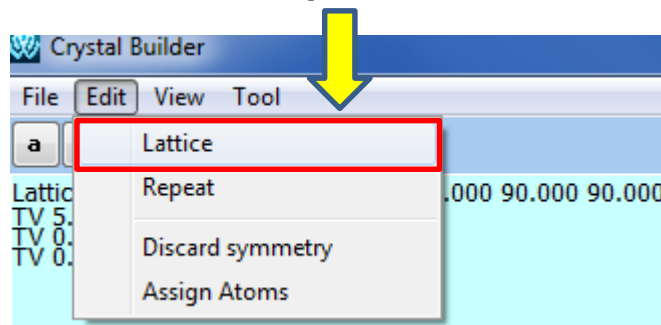 Crystal Builder
File Edit View Tool
a
Lattice
Repeat
Discard symmetry
Assign Atoms
.000 90.000 90.000
TV 5.
TV 0.
TV 0.